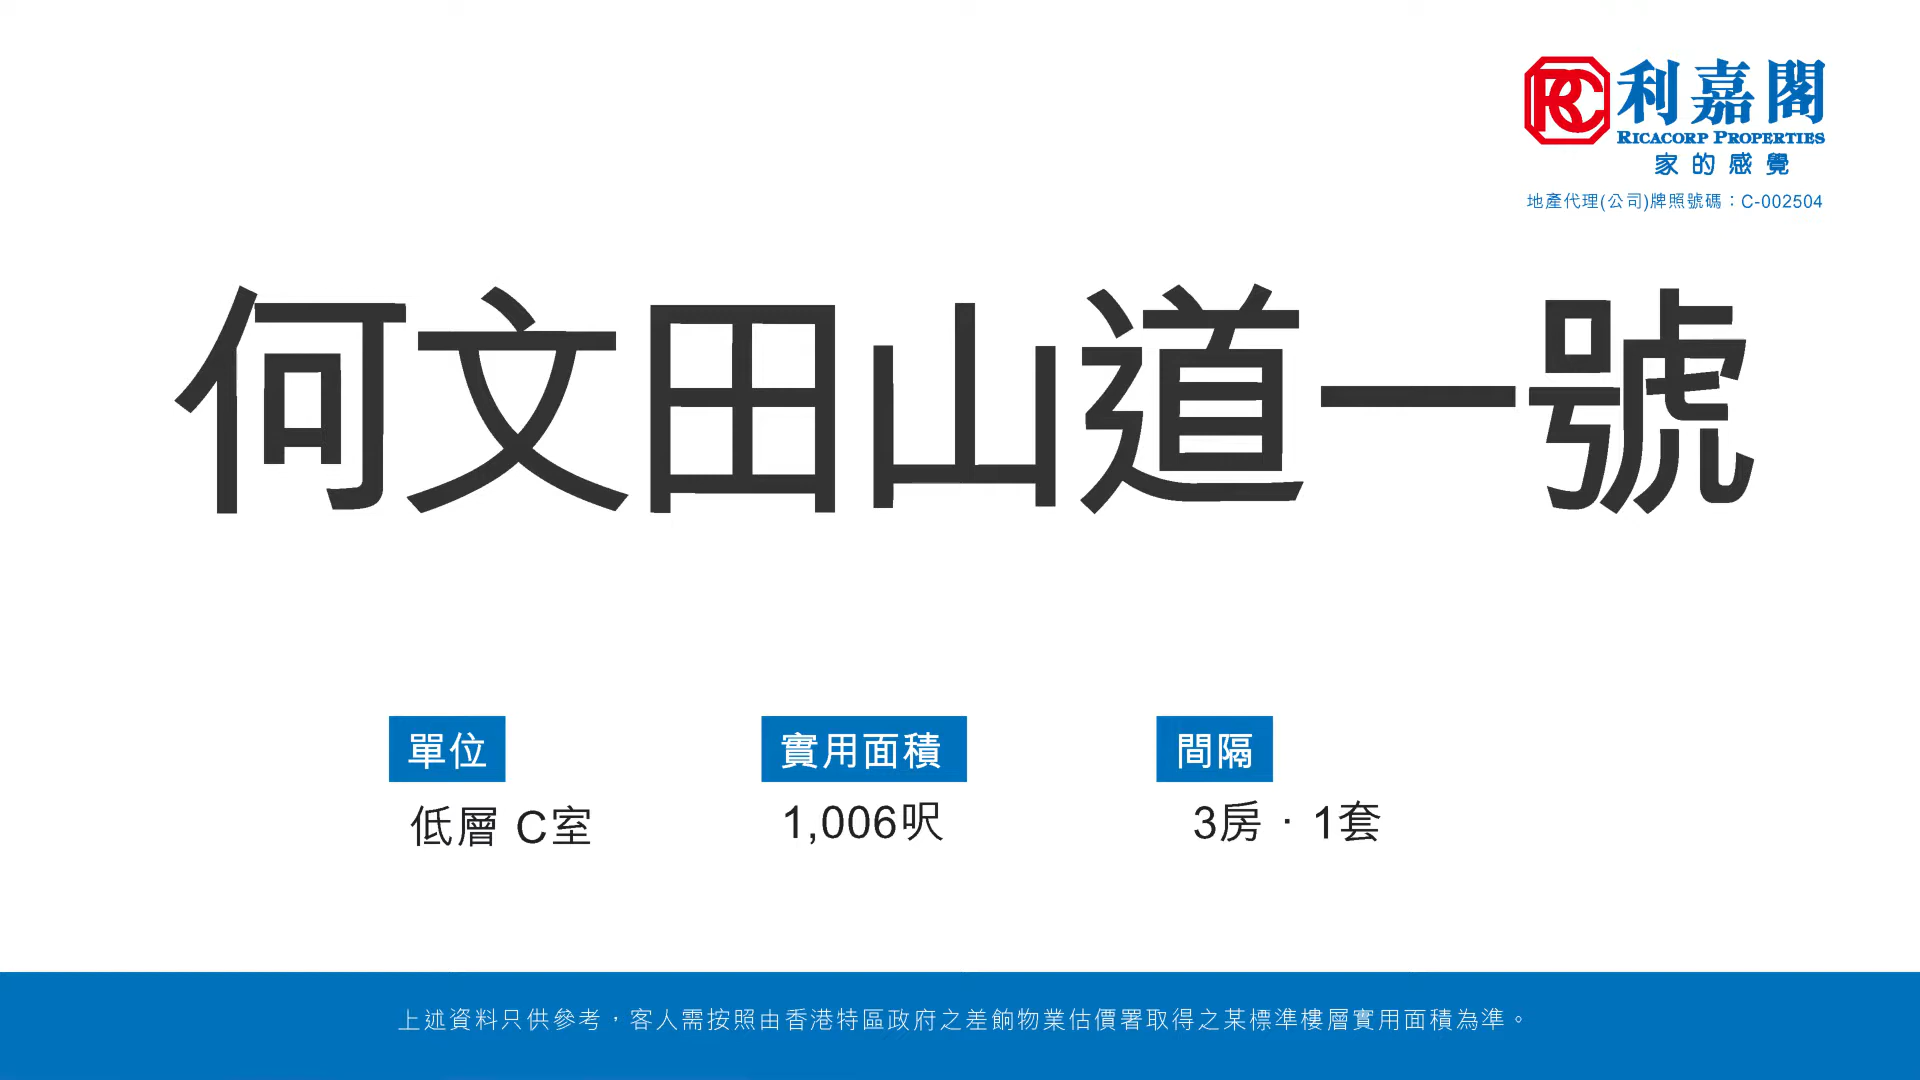 利嘉閣
RICACORP PROPERTIES
家的感覺
地產代理(公司)牌照號碼：C-002504
何文田山道一號
單位
低層 C室
實用面積
1,006呎
間隔
3房．1套
上述資料只供參考，客人需按照由香港特區政府之差餉物業估價署取得之某標準樓層實用面積為準。